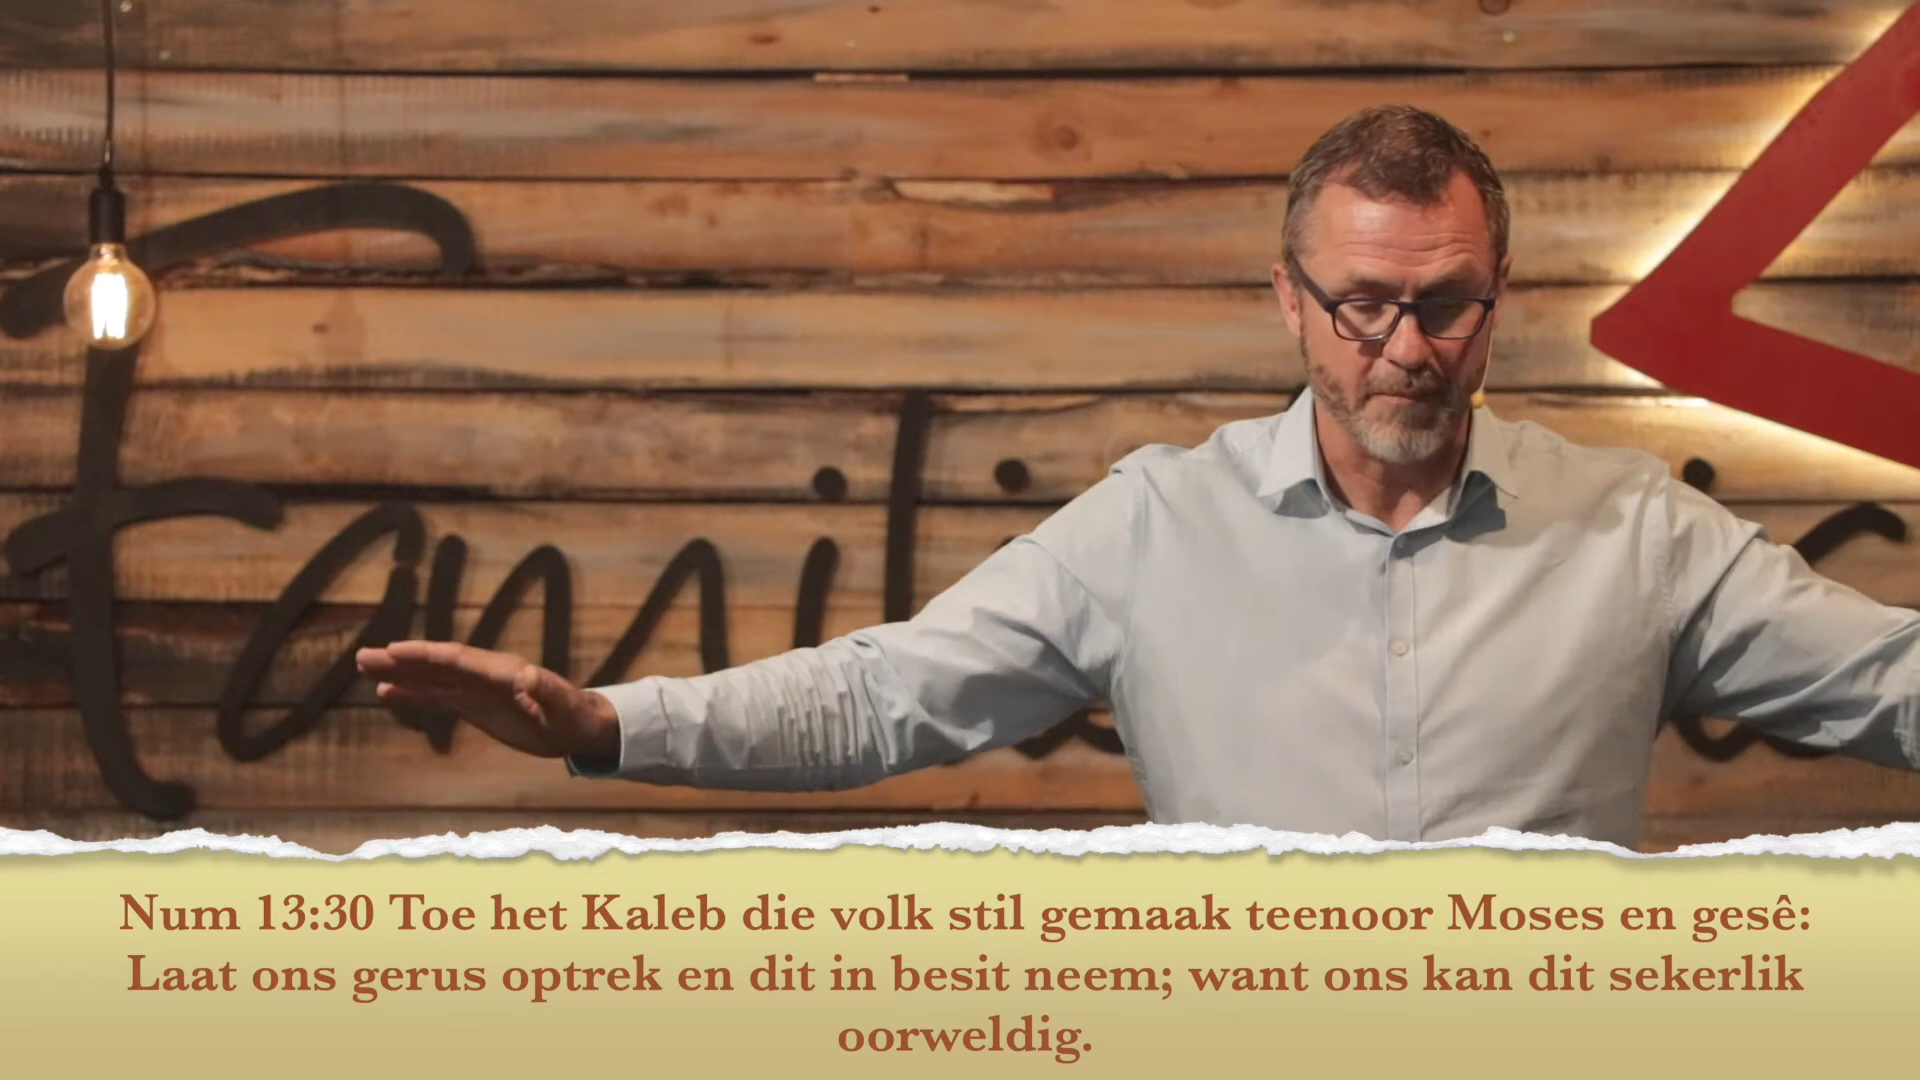 Num 13:30 Toe het Kaleb die volk stil gemaak teenoor Moses en gesê:
Laat ons gerus optrek en dit in besit neem; want ons kan dit sekerlik
oorweldig.